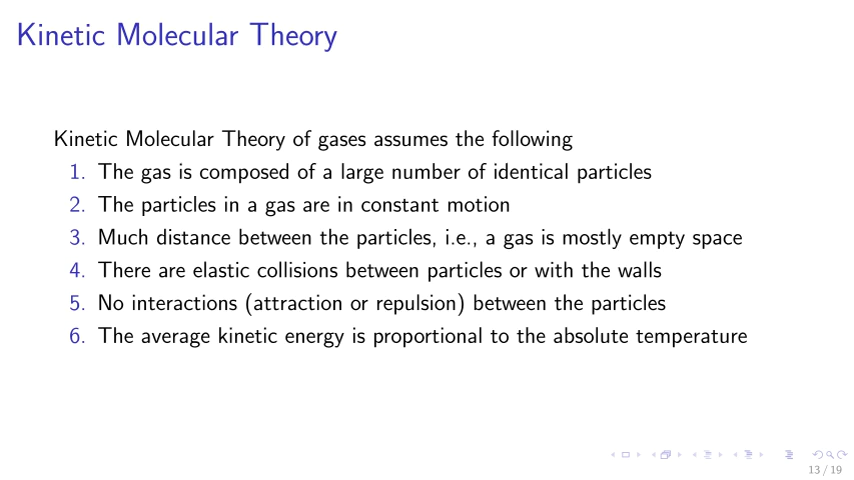 Kinetic Molecular Theory
Kinetic Molecular Theory of gases assumes the following
1. The gas is composed of a large number of identical particles
2. The particles in a gas are in constant motion
3. Much distance between the particles, i.e., a gas is mostly empty space
4. There are elastic collisions between particles or with the walls
5. No interactions (attraction or repulsion) between the particles
6. The average kinetic energy is proportional to the absolute temperature
13 / 19